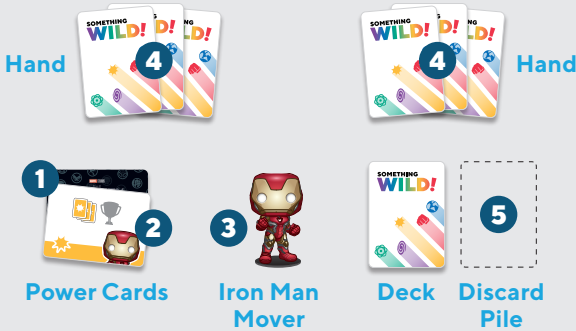 SOMETHING
WILD!
D!
D!
Hand
4
SOMETHING
WILD!
D!
D!
4
Hand
1
2
3
SOMETHING
WILD!
5
Power Cards
Iron Man
Mover
Deck
Discard
Pile